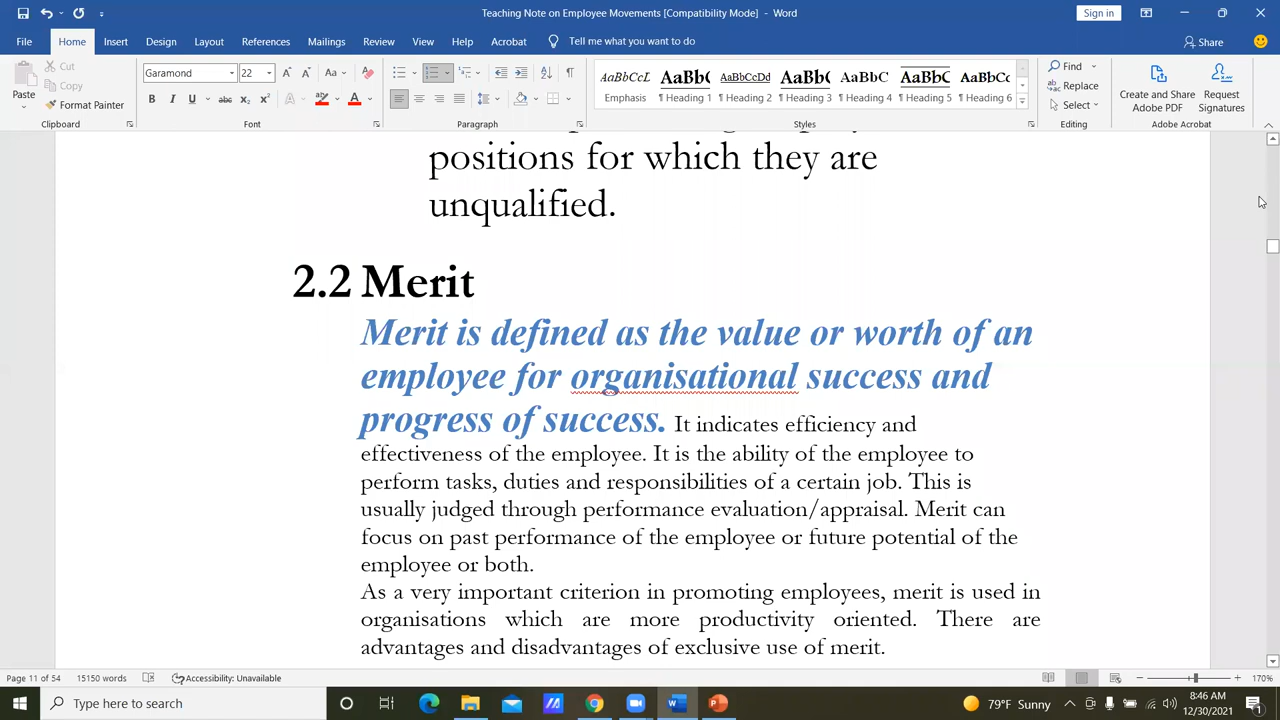 Teaching Note on Employee Movements [Compatibility Mode] - Word
Sign in
File Home Insert Design Layout References Mailings Review View Help Acrobat Tell me what you want to do Share
Paste
Cut
Copy
Format Painter
Clipboard
Garamond 22
Font
Paragraph
AaBbCcL AaBb( AaBbCcDd AaBb( AaBbC AaBbC AaBbCc
Emphasis ¶ Heading 1 ¶ Heading 2 ¶ Heading 3 ¶ Heading 4 ¶ Heading 5 ¶ Heading 6
Styles
Find
Replace
Select
Editing
Create and Share
Adobe PDF
Request
Signatures
Adobe Acrobat
positions for which they are
unqualified.
2.2 Merit
Merit is defined as the value or worth of an
employee for organisational success and
progress of success. It indicates efficiency and
effectiveness of the employee. It is the ability of the employee to
perform tasks, duties and responsibilities of a certain job. This is
usually judged through performance evaluation/appraisal. Merit can
focus on past performance of the employee or future potential of the
employee or both.
As a very important criterion in promoting employees, merit is used in
organisations which are more productivity oriented. There are
advantages and disadvantages of exclusive use of merit.
Page 11 of 54 15150 words Accessibility: Unavailable 170%
Type here to search
79°F Sunny
8:46 AM
12/30/2021